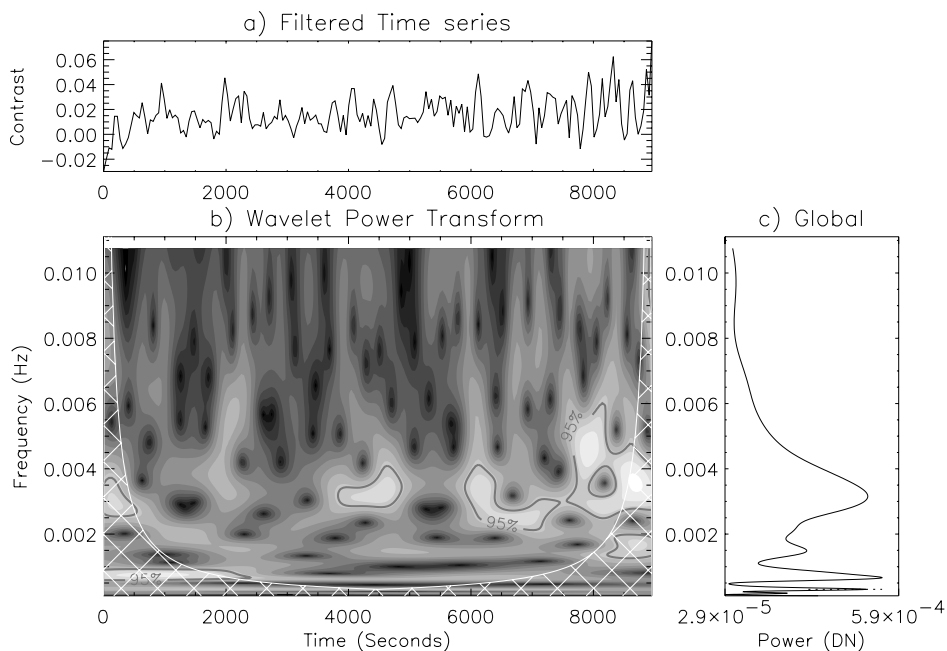 a) Filtered Time series
Contrast
0.06
0.04
0.02
0.00
−0.02
0 2000 4000 6000 8000
b) Wavelet Power Transform
Frequency (Hz)
0.010
0.008
0.006
0.004
0.002
95%
95%
95%
0 2000 4000 6000 8000
Time (Seconds)
c) Global
0.010
0.008
0.006
0.004
0.002
2.9×10⁻⁵ 5.9×10⁻⁴
Power (DN)